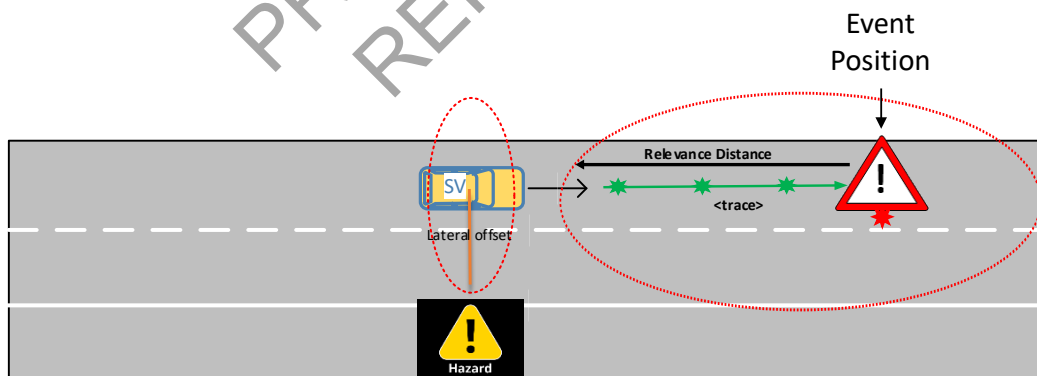 Event
Position
Relevance Distance
SV
!
<trace>
Lateral offset
!
Hazard